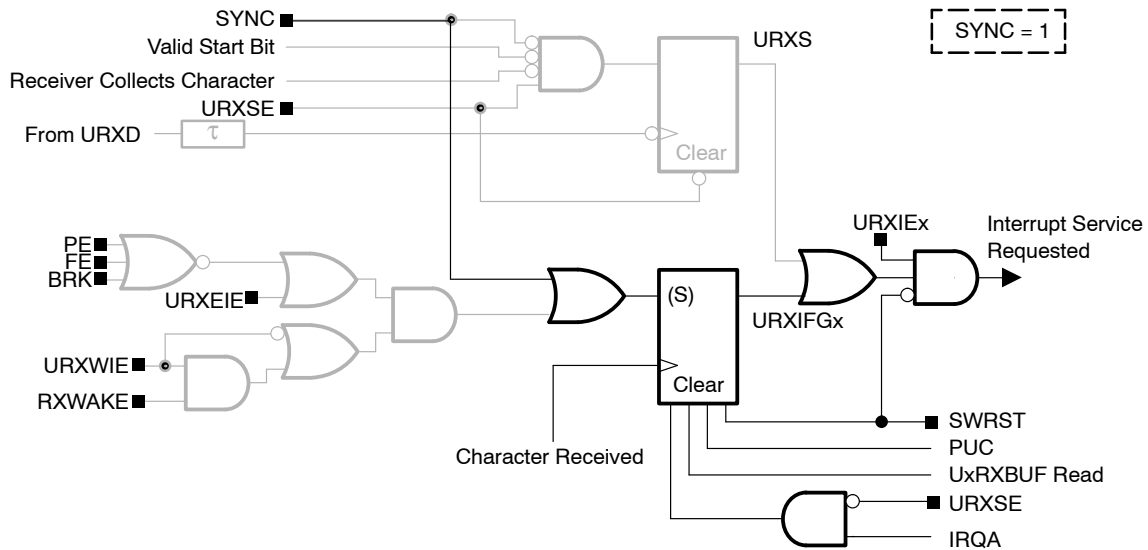 SYNC
SYNC = 1
Valid Start Bit
URXS
Receiver Collects Character
URXSE
From URXD
τ
Clear
PE
FE
BRK
URXEIE
URXWIE
RXWAKE
(S)
Clear
URXIFGx
URXIEx
Interrupt Service
Requested
Character Received
SWRST
PUC
UxRXBUF Read
URXSE
IRQA